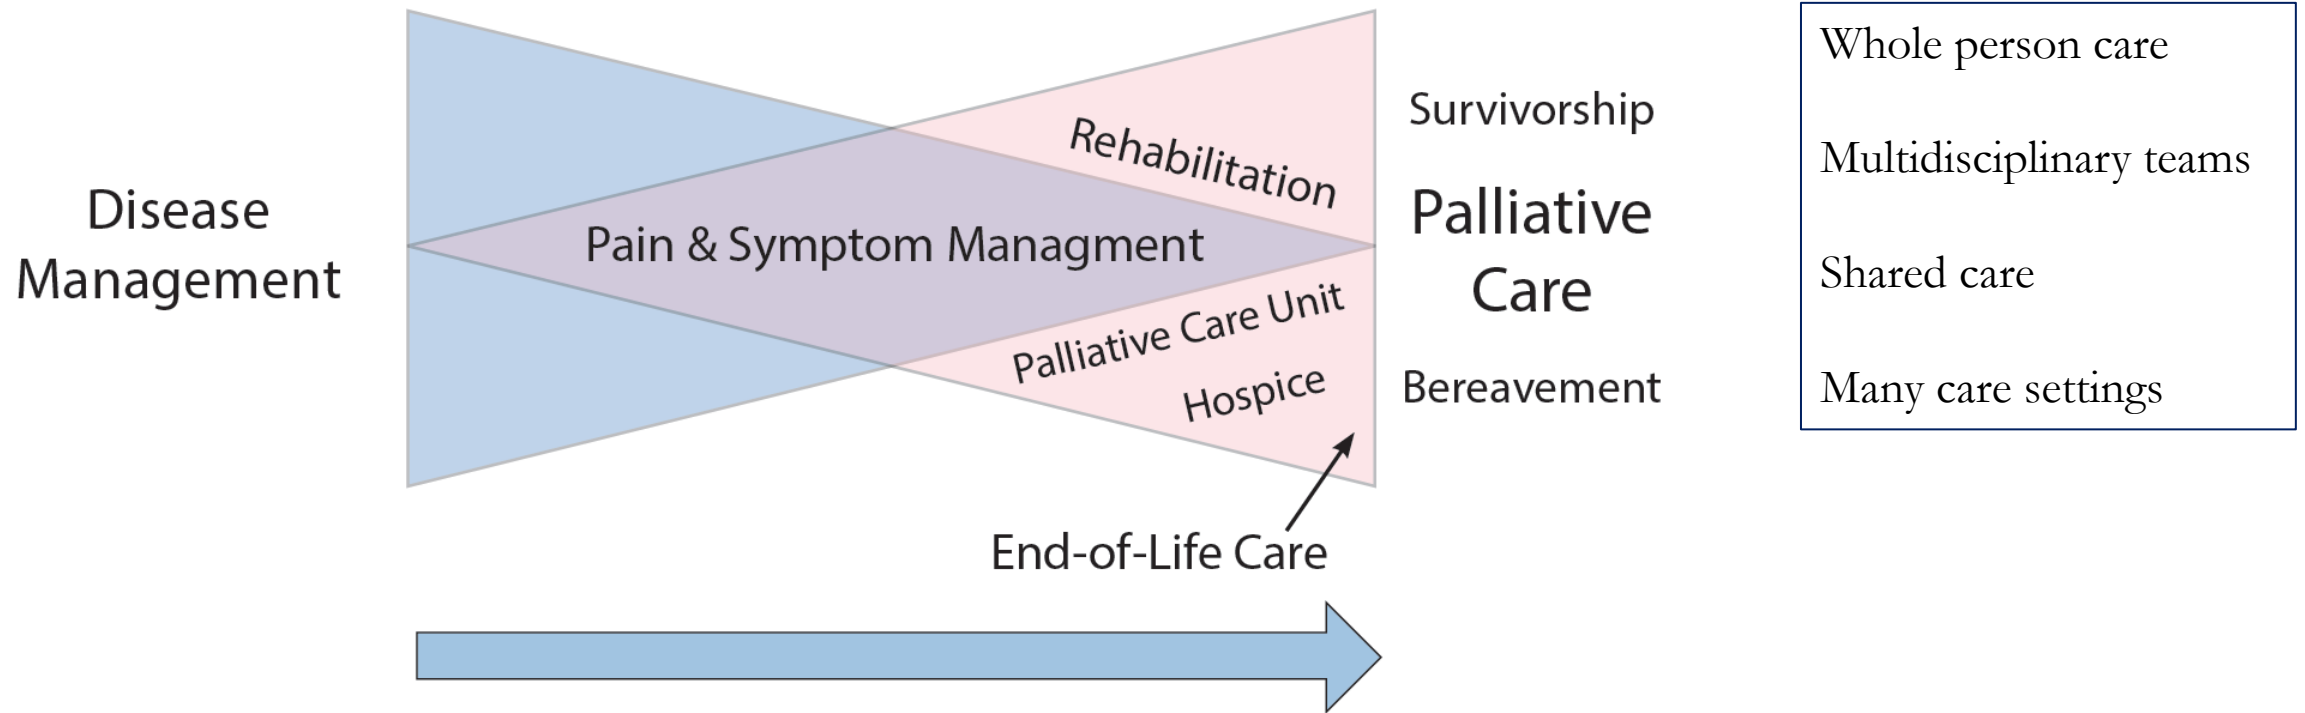 Disease
Management
Pain & Symptom Managment
Rehabilitation
Palliative Care Unit
Hospice
End-of-Life Care
Survivorship
Palliative
Care
Bereavement
Whole person care
Multidisciplinary teams
Shared care
Many care settings